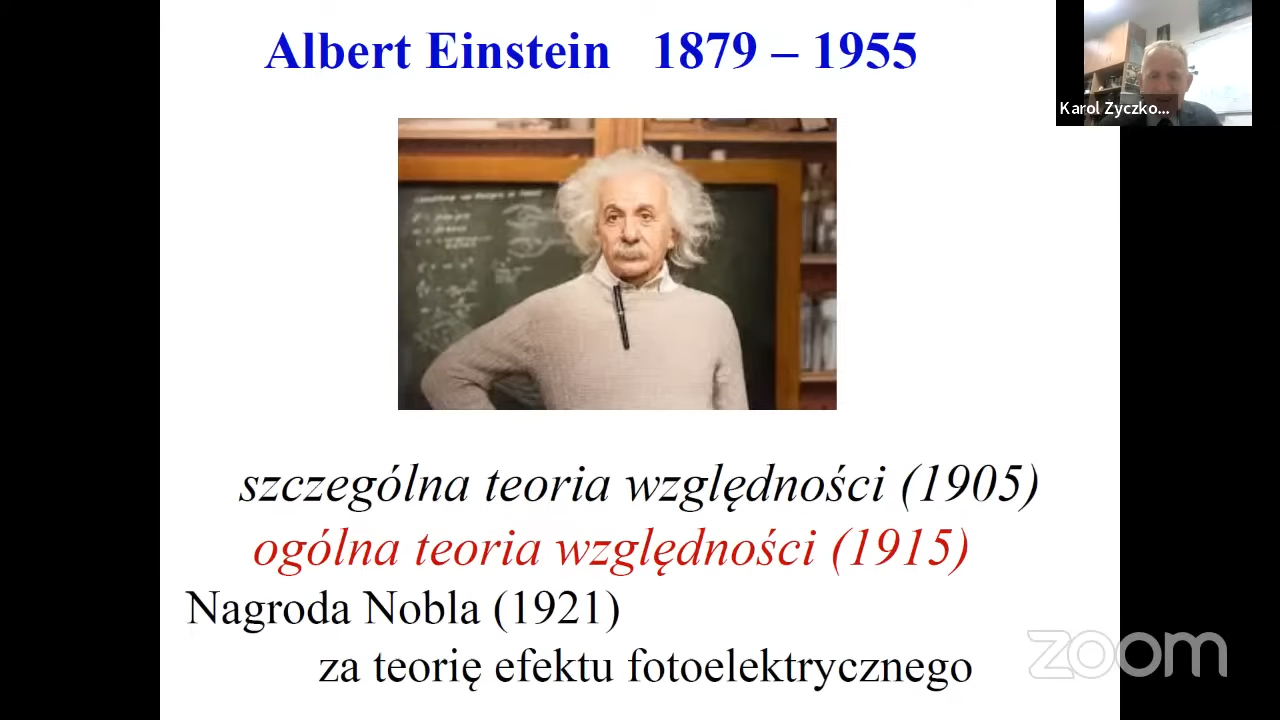 Albert Einstein 1879 – 1955
Karol Zyczko...
szczególna teoria względności (1905)
ogólna teoria względności (1915)
Nagroda Nobla (1921)
za teorię efektu fotoelektrycznego
zoom